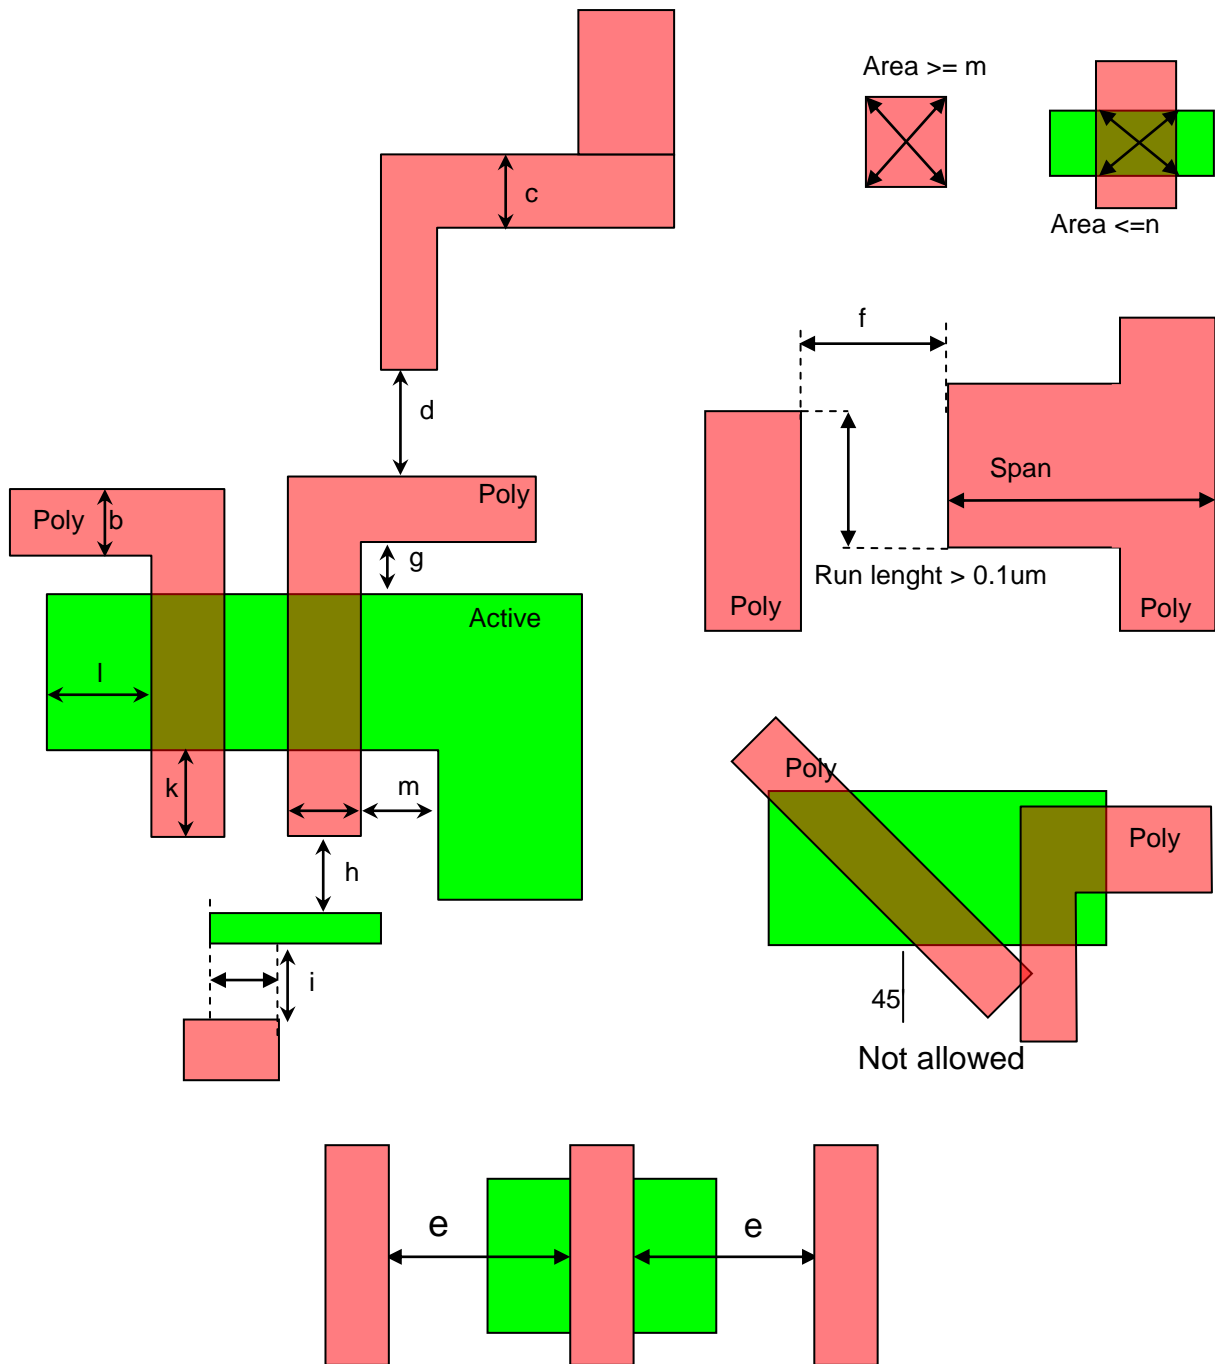 Area >= m
c
Area <=n
f
d
Poly
Span
Poly
b
g
Run lenght > 0.1um
Poly
Poly
Active
l
Poly
k
m
Poly
h
i
45
Not allowed
e
e